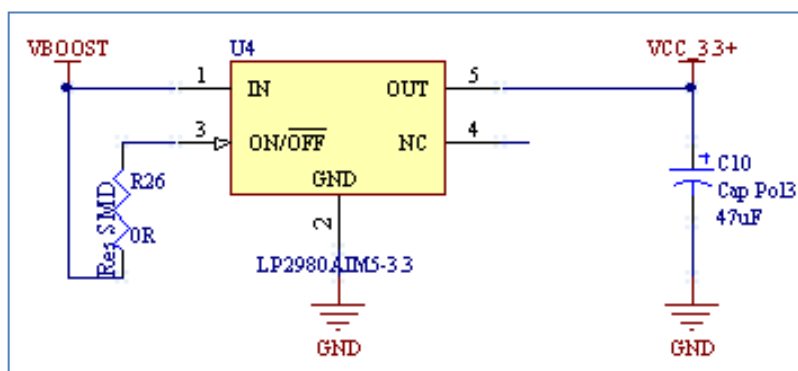 VBOOST
U4
VCC_3.3+
1
IN
OUT
5
3
ON/OFF
NC
4
GND
R26
Res SMD
0R
2
LP2980AIM5-3.3
C10
Cap Pol3
47uF
GND
GND